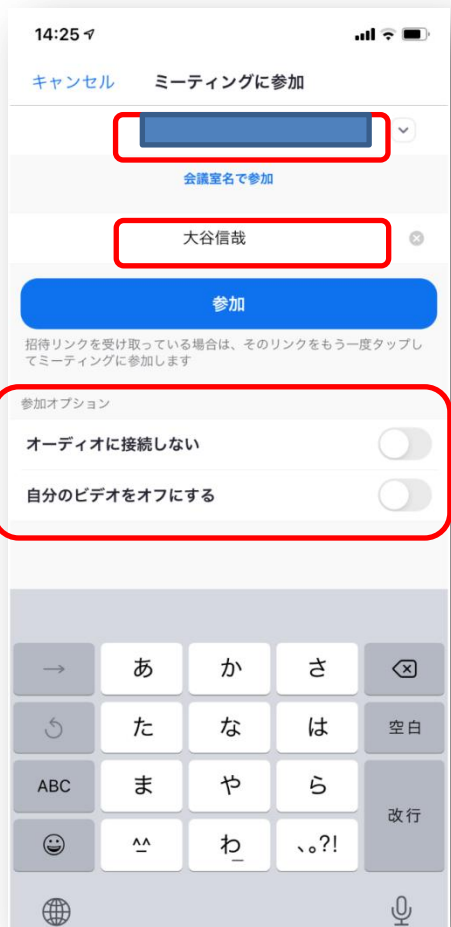 14:25
キャンセル ミーティングに参加
会議室名で参加
大谷信哉
参加
招待リンクを受け取っている場合は、そのリンクをもう一度タップし
てミーティングに参加します
参加オプション
オーディオに接続しない
自分のビデオをオフにする
→ あ か さ
た な は 空白
ABC ま や ら
改行
^^ わ 、。?!